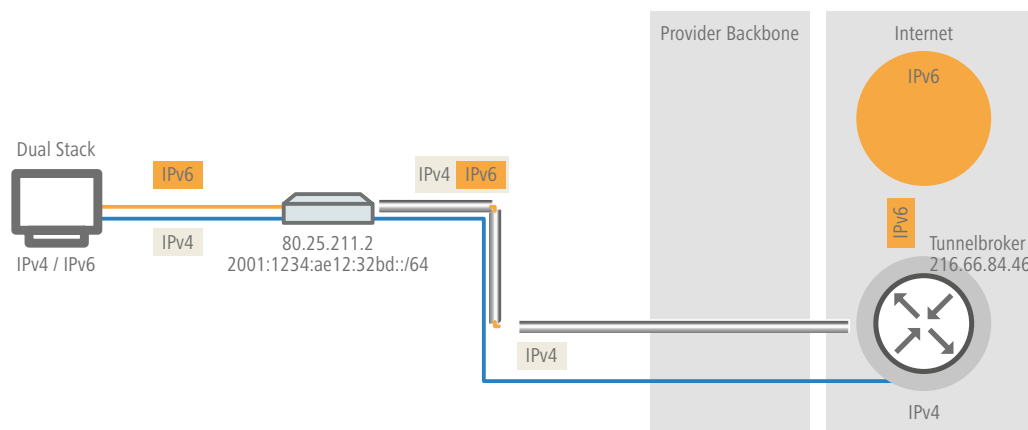 Provider Backbone
Internet
IPv6
Dual Stack
IPv6
IPv4 IPv6
IPv6
IPv4
80.25.211.2
2001:1234:ae12:32bd::/64
IPv4 / IPv6
Tunnelbroker
216.66.84.46
IPv4
IPv4